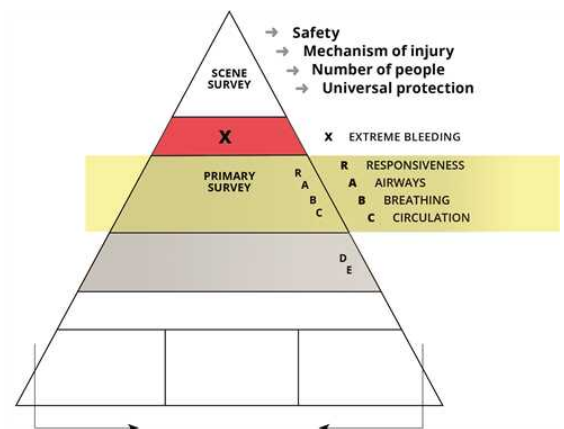 Safety
Mechanism of injury
Number of people
Universal protection
SCENE
SURVEY
X
X EXTREME BLEEDING
PRIMARY
SURVEY
R
A
B
C
R RESPONSIVENESS
A AIRWAYS
B BREATHING
C CIRCULATION
D
E